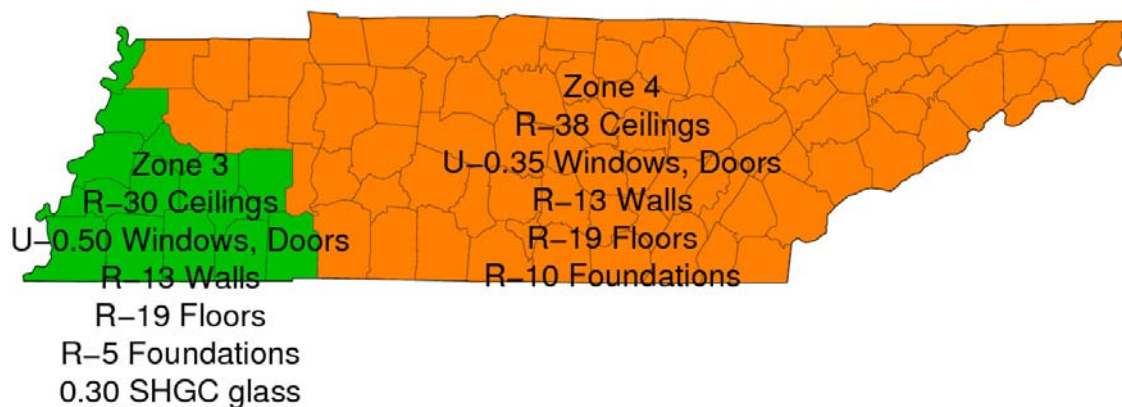 Zone 4
R–38 Ceilings
U–0.35 Windows, Doors
R–13 Walls
R–19 Floors
R–10 Foundations
Zone 3
R–30 Ceilings
U–0.50 Windows, Doors
R–13 Walls
R–19 Floors
R–5 Foundations
0.30 SHGC glass